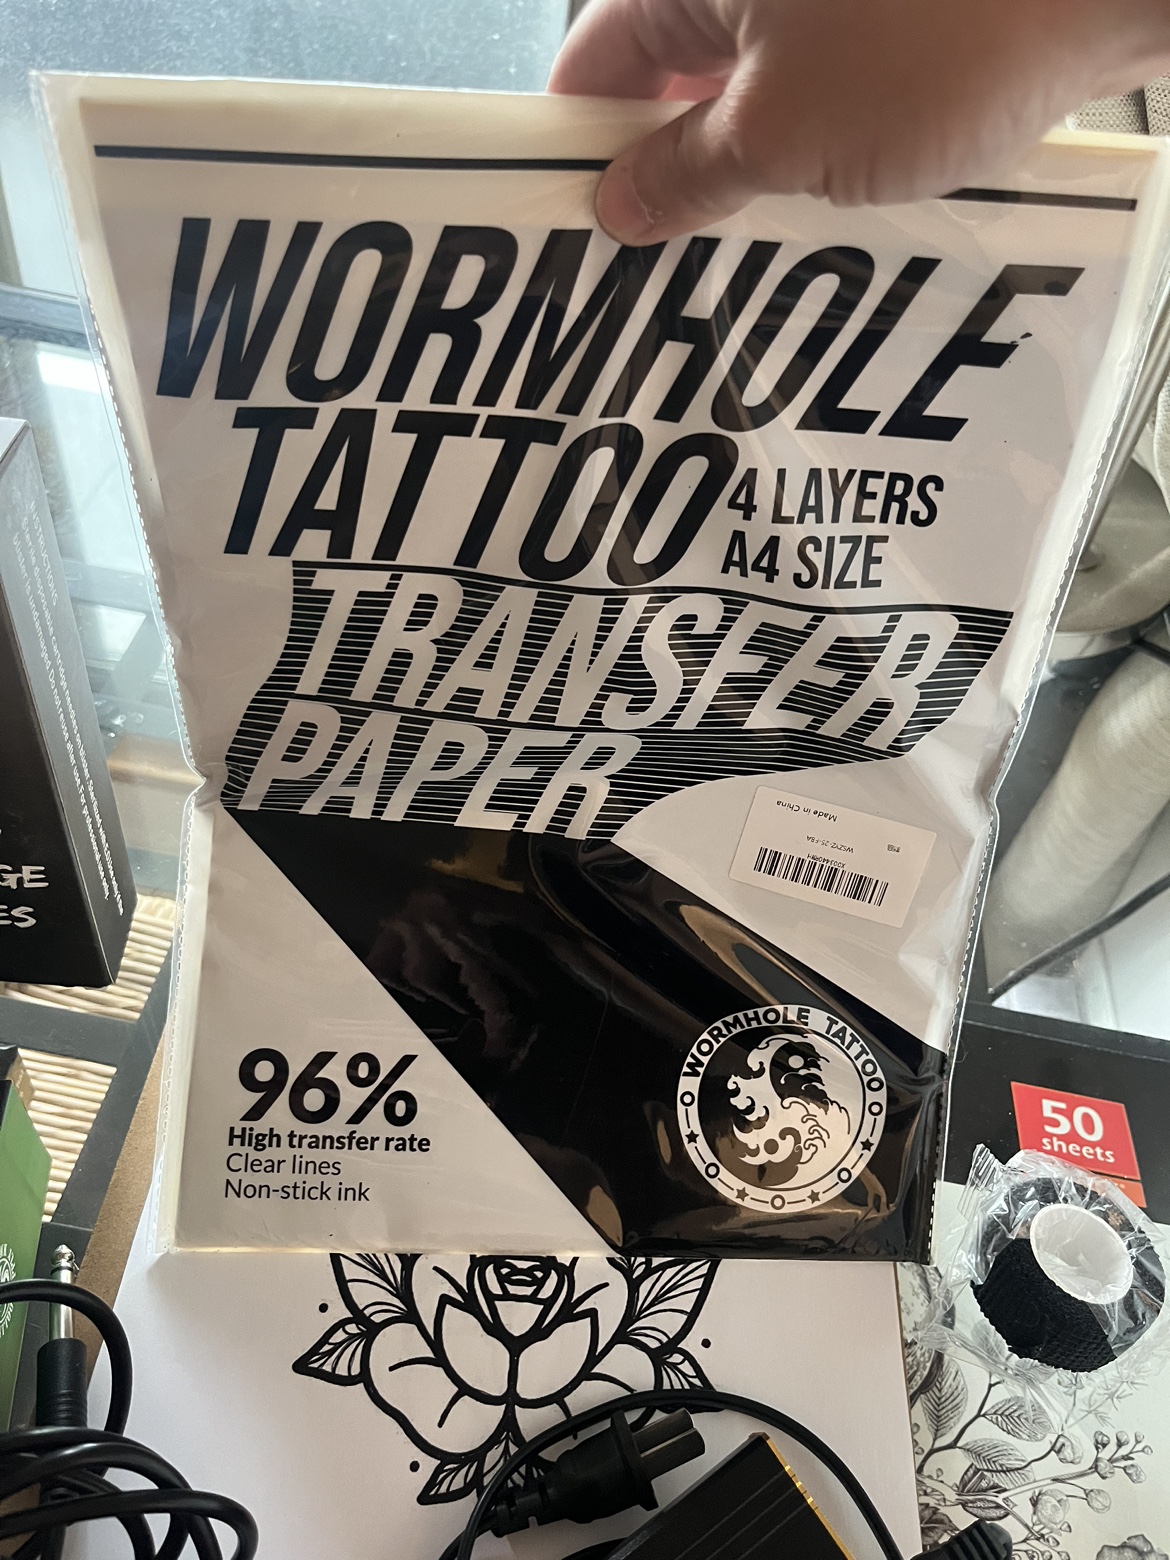 WORMHOLE
TATTOO
4 LAYERS
A4 SIZE
TRANSFER
PAPER
Made in China
96%
High transfer rate
Clear lines
Non-stick ink
WORMHOLE TATTOO
50
sheets
GE
ES